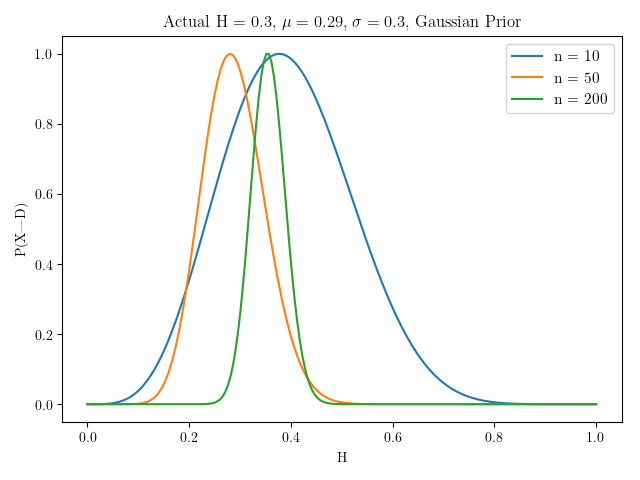 Actual H = 0.3, μ = 0.29, σ = 0.3, Gaussian Prior
n = 10
n = 50
n = 200
1.0
0.8
0.6
0.4
0.2
0.0
P(X—D)
0.0 0.2 0.4 0.6 0.8 1.0
H